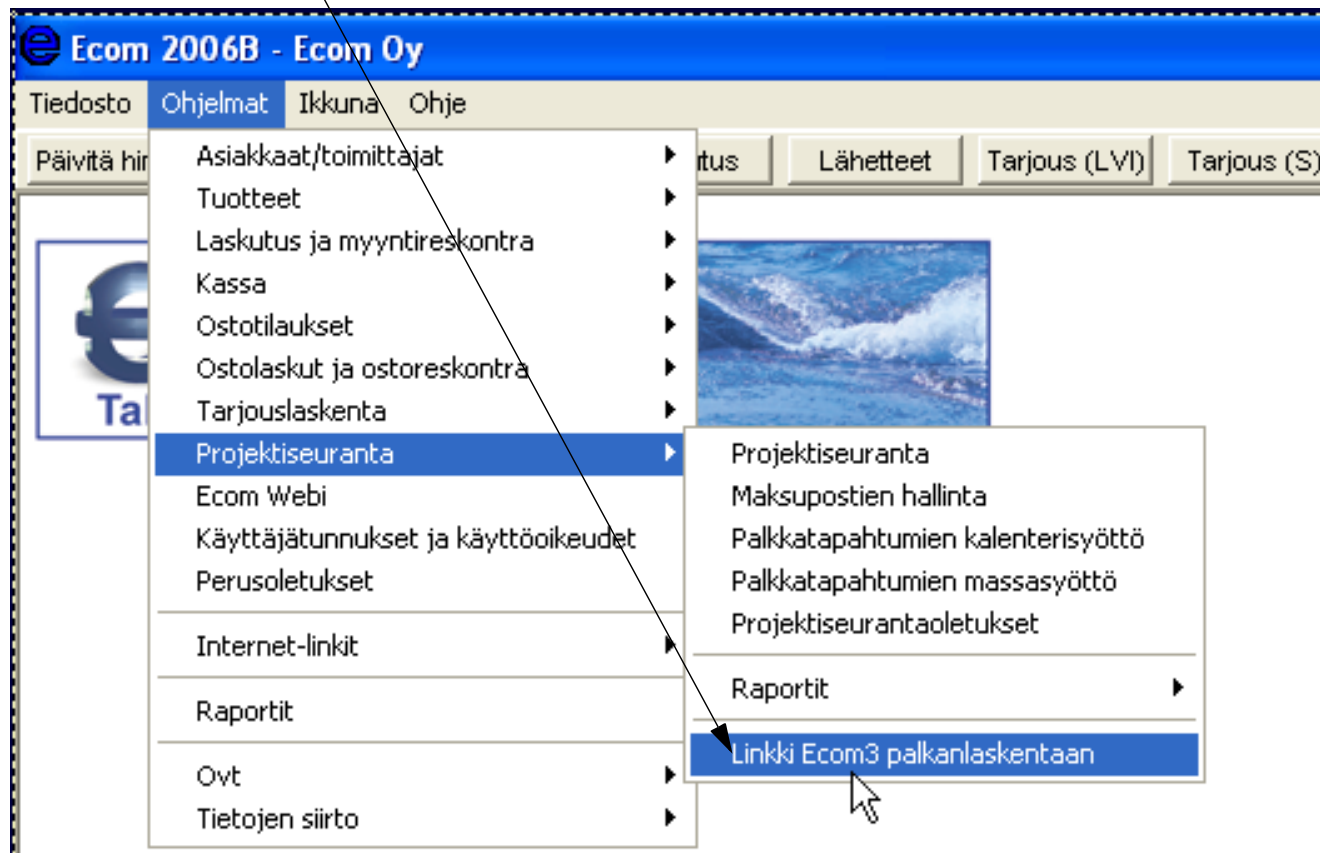 Ecom 2006B - Ecom Oy
Tiedosto Ohjelmat Ikkuna Ohje
Päivitä Lähetteet Tarjous (LVI) Tarjous (S)
Asiakkaat/toimittajat
Tuotteet
Laskutus ja myyntireskontra
Kassa
Ostotilaukset
Ostolaskut ja ostoreskontra
Tarjouslaskenta
Projektiseuranta
Ecom Webi
Käyttäjätunnukset ja käyttöoikeudet
Perusoletukset
Internet-linkit
Raportit
Ovt
Tietojen siirto
Projektiseuranta
Maksupostien hallinta
Palkkatapahtumien kalenterisyöttö
Palkkatapahtumien massasyöttö
Projektiseurantaoletukset
Raportit
Linkki Ecom3 palkanlaskentaan